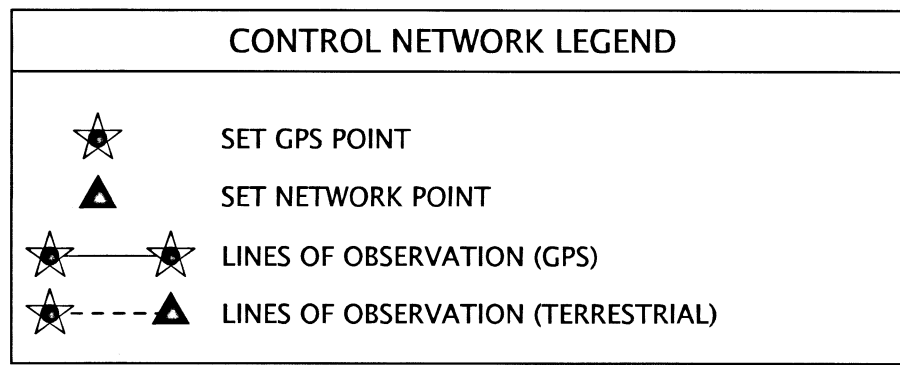 CONTROL NETWORK LEGEND
SET GPS POINT
SET NETWORK POINT
LINES OF OBSERVATION (GPS)
LINES OF OBSERVATION (TERRESTRIAL)